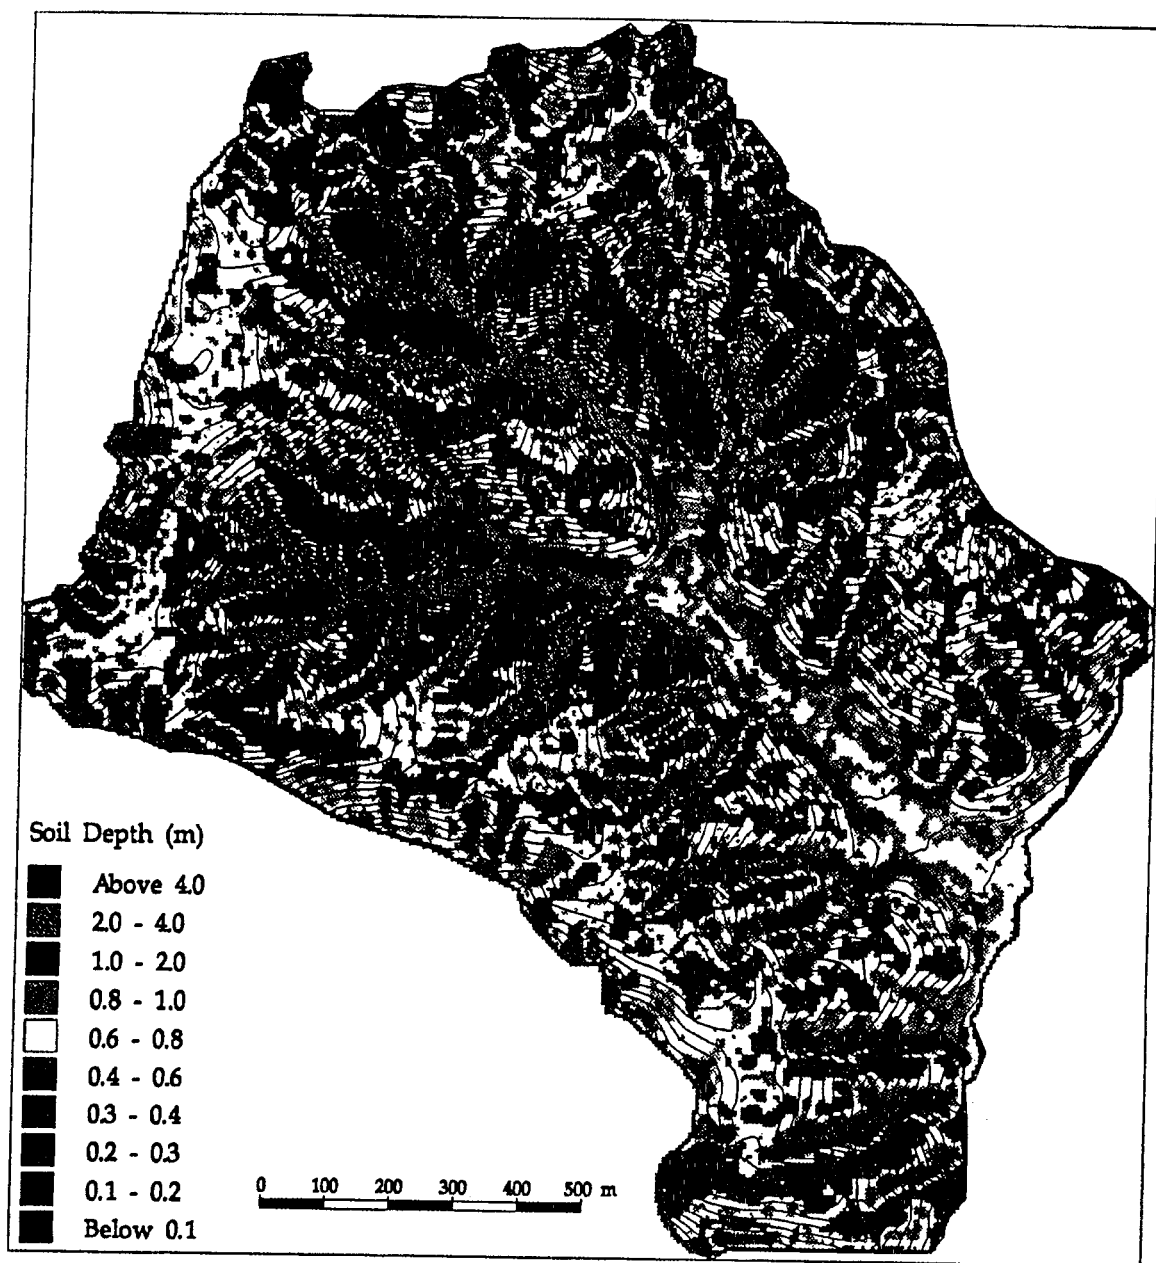 Soil Depth (m)
Above 4.0
2.0 - 4.0
1.0 - 2.0
0.8 - 1.0
0.6 - 0.8
0.4 - 0.6
0.3 - 0.4
0.2 - 0.3
0.1 - 0.2
Below 0.1
0 100 200 300 400 500 m